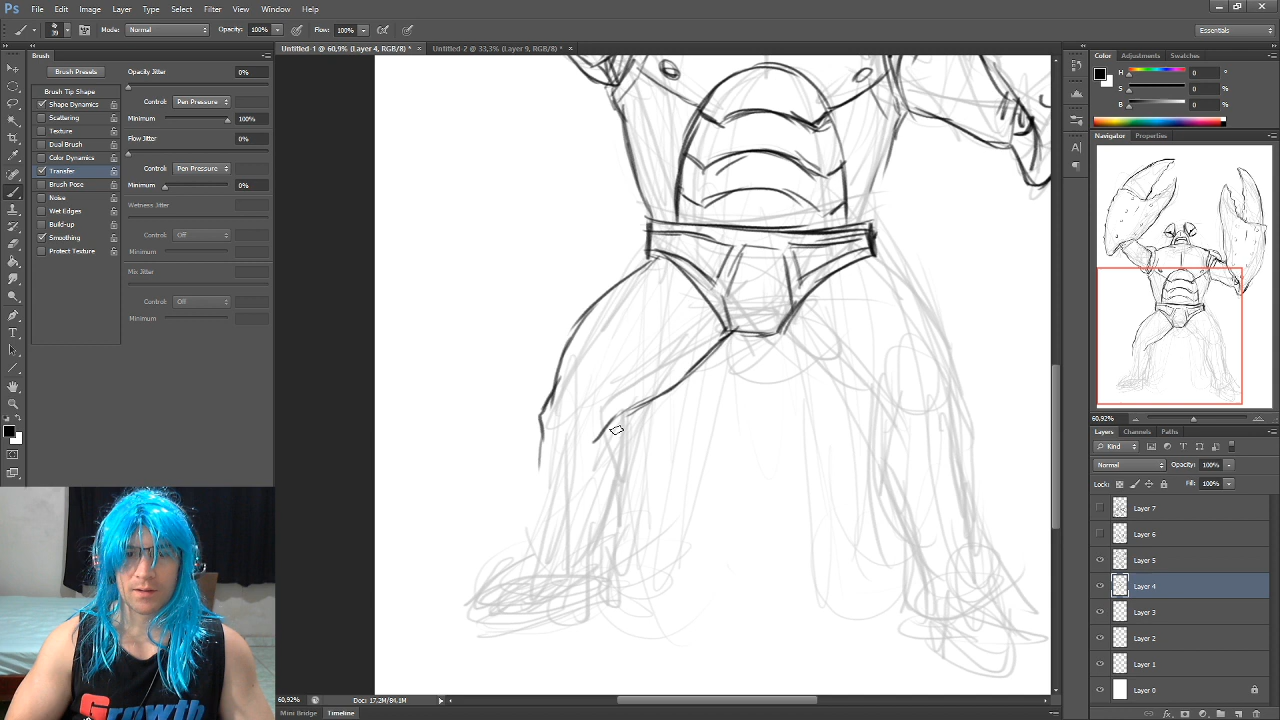 Ps File Edit Image Layer Type Select Filter View Window Help
39 Mode: Normal Opacity: 100% Flow: 100% Essentials
Untitled-1 @ 60,9% (Layer 4, RGB/8) * × Untitled-2 @ 33,3% (Layer 9, RGB/8) * ×
Brush
Brush Presets Opacity Jitter 0%
Brush Tip Shape
Shape Dynamics Control: Pen Pressure
Scattering Minimum 100%
Texture
Dual Brush Flow Jitter 0%
Color Dynamics
Transfer Control: Pen Pressure
Brush Pose Minimum 0%
Noise
Wet Edges Wetness Jitter
Build-up
Smoothing Control: Off
Protect Texture Minimum
Mix Jitter
Control: Off
Minimum
Color Adjustments Swatches
H 0 °
S 0 %
B 0 %
Navigator Properties
60,92%
Layers Channels Paths
Kind
Normal Opacity: 100%
Lock: Fill: 100%
Layer 7
Layer 6
Layer 5
Layer 4
Layer 3
Layer 2
Layer 1
Layer 0
Growth
60,92% Doc: 17,2M/84,1M
Mini Bridge Timeline